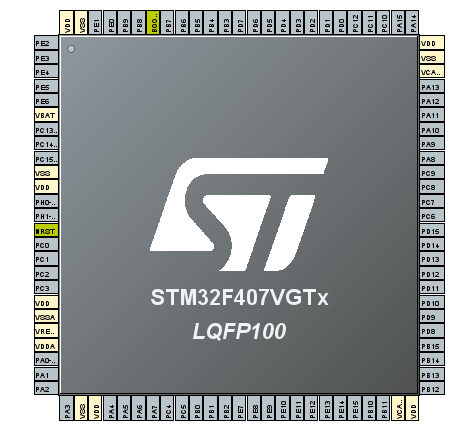 VDD VSS PE1 PE0 PB9 PB8 BOO.. PB7 PB6 PB5 PB4 PB3 PD7 PD6 PD5 PD4 PD3 PD2 PD1 PD0 PC12 PC11 PC10 PA15 PA14
PE2
PE3
PE4
PE5
PE6
VBAT
PC13..
PC14..
PC15..
VSS
VDD
PH0-..
PH1-..
NRST
PC0
PC1
PC2
PC3
VDD
VSSA
VRE..
VDDA
PA0-..
PA1
PA2
ST
STM32F407VGTx
LQFP100
VDD
VSS
VCA..
PA13
PA12
PA11
PA10
PA9
PA8
PC9
PC8
PC7
PC6
PD15
PD14
PD13
PD12
PD11
PD10
PD9
PD8
PB15
PB14
PB13
PB12
PA3 VSS VDD PA4 PA5 PA6 PA7 PC4 PC5 PB0 PB1 PB2 PE7 PE8 PE9 PE10 PE11 PE12 PE13 PE14 PE15 PB10 PB11 VCA.. VDD